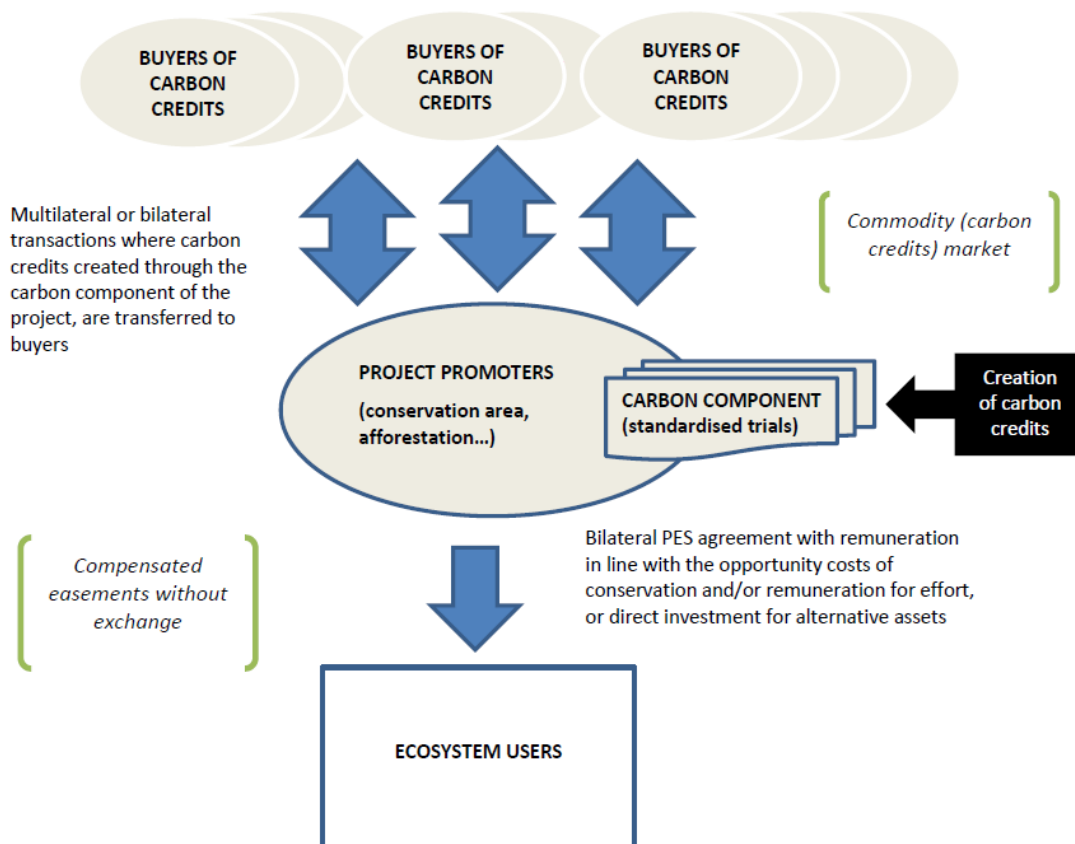 BUYERS OF
CARBON
CREDITS
BUYERS OF
CARBON
CREDITS
BUYERS OF
CARBON
CREDITS
Multilateral or bilateral
transactions where carbon
credits created through the
carbon component of the
project, are transferred to
buyers
Commodity (carbon
credits) market
PROJECT PROMOTERS
(conservation area,
afforestation...)
CARBON COMPONENT
(standardised trials)
Creation
of carbon
credits
Compensated
easements without
exchange
Bilateral PES agreement with remuneration
in line with the opportunity costs of
conservation and/or remuneration for effort,
or direct investment for alternative assets
ECOSYSTEM USERS